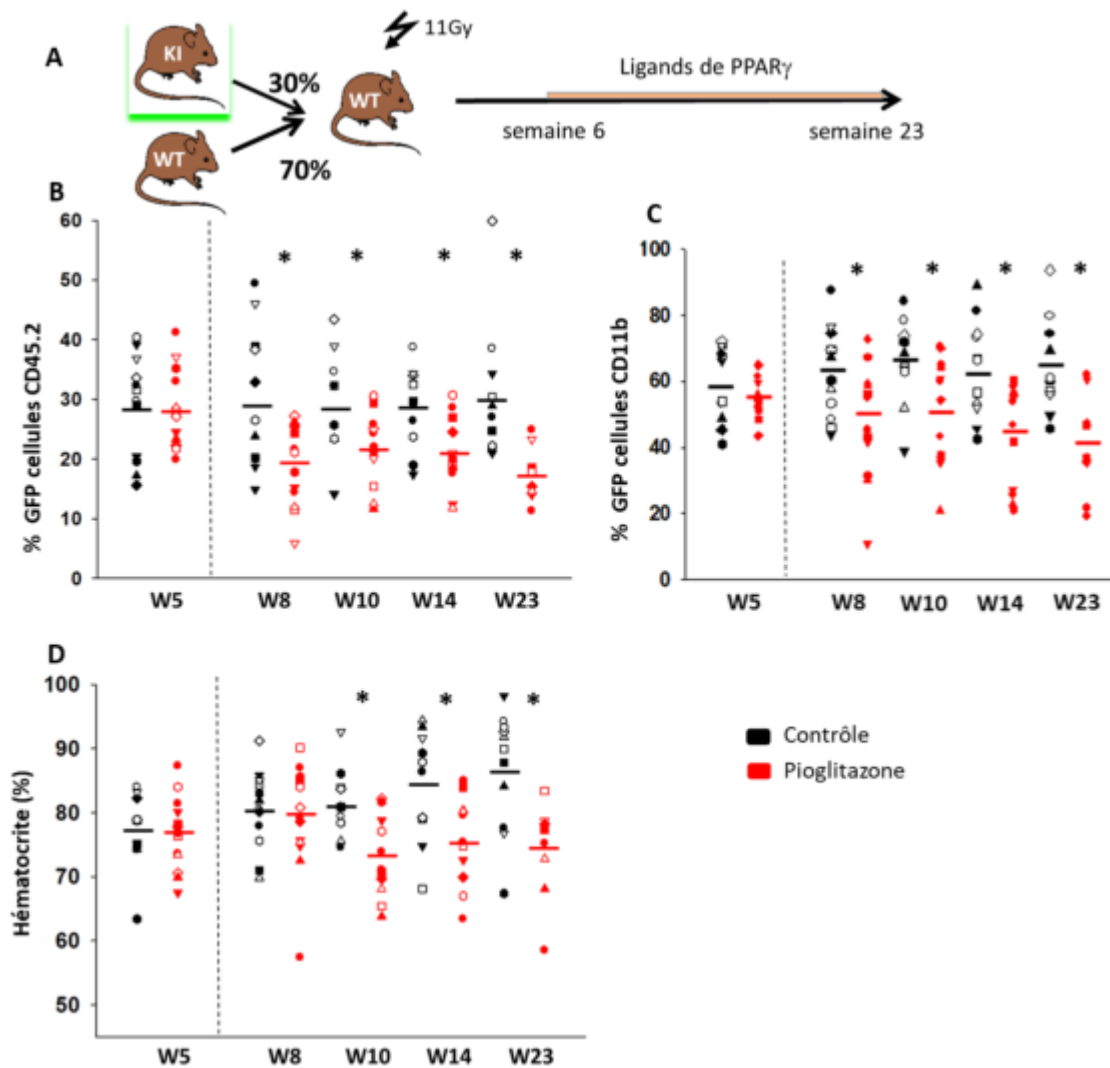 A
KI
WT
30%
70%
WT
11Gy
Ligands de PPARγ
semaine 6
semaine 23
B
% GFP cellules CD45.2
60
50
40
30
20
10
0
* * * *
W5 W8 W10 W14 W23
C
% GFP cellules CD11b
100
80
60
40
20
0
* * * *
W5 W8 W10 W14 W23
D
Hématocrite (%)
100
90
80
70
60
50
* * *
W5 W8 W10 W14 W23
Contrôle
Pioglitazone